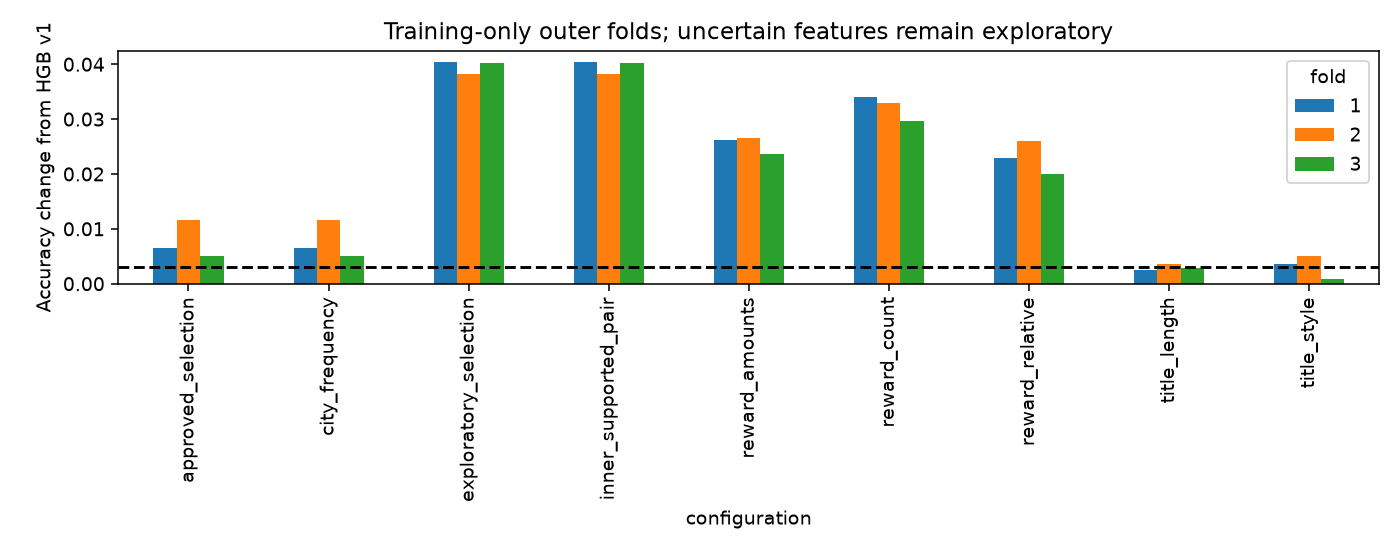 Training-only outer folds; uncertain features remain exploratory
Accuracy change from HGB v1
0.04
0.03
0.02
0.01
0.00
fold
1
2
3
approved_selection
city_frequency
exploratory_selection
inner_supported_pair
reward_amounts
reward_count
reward_relative
title_length
title_style
configuration